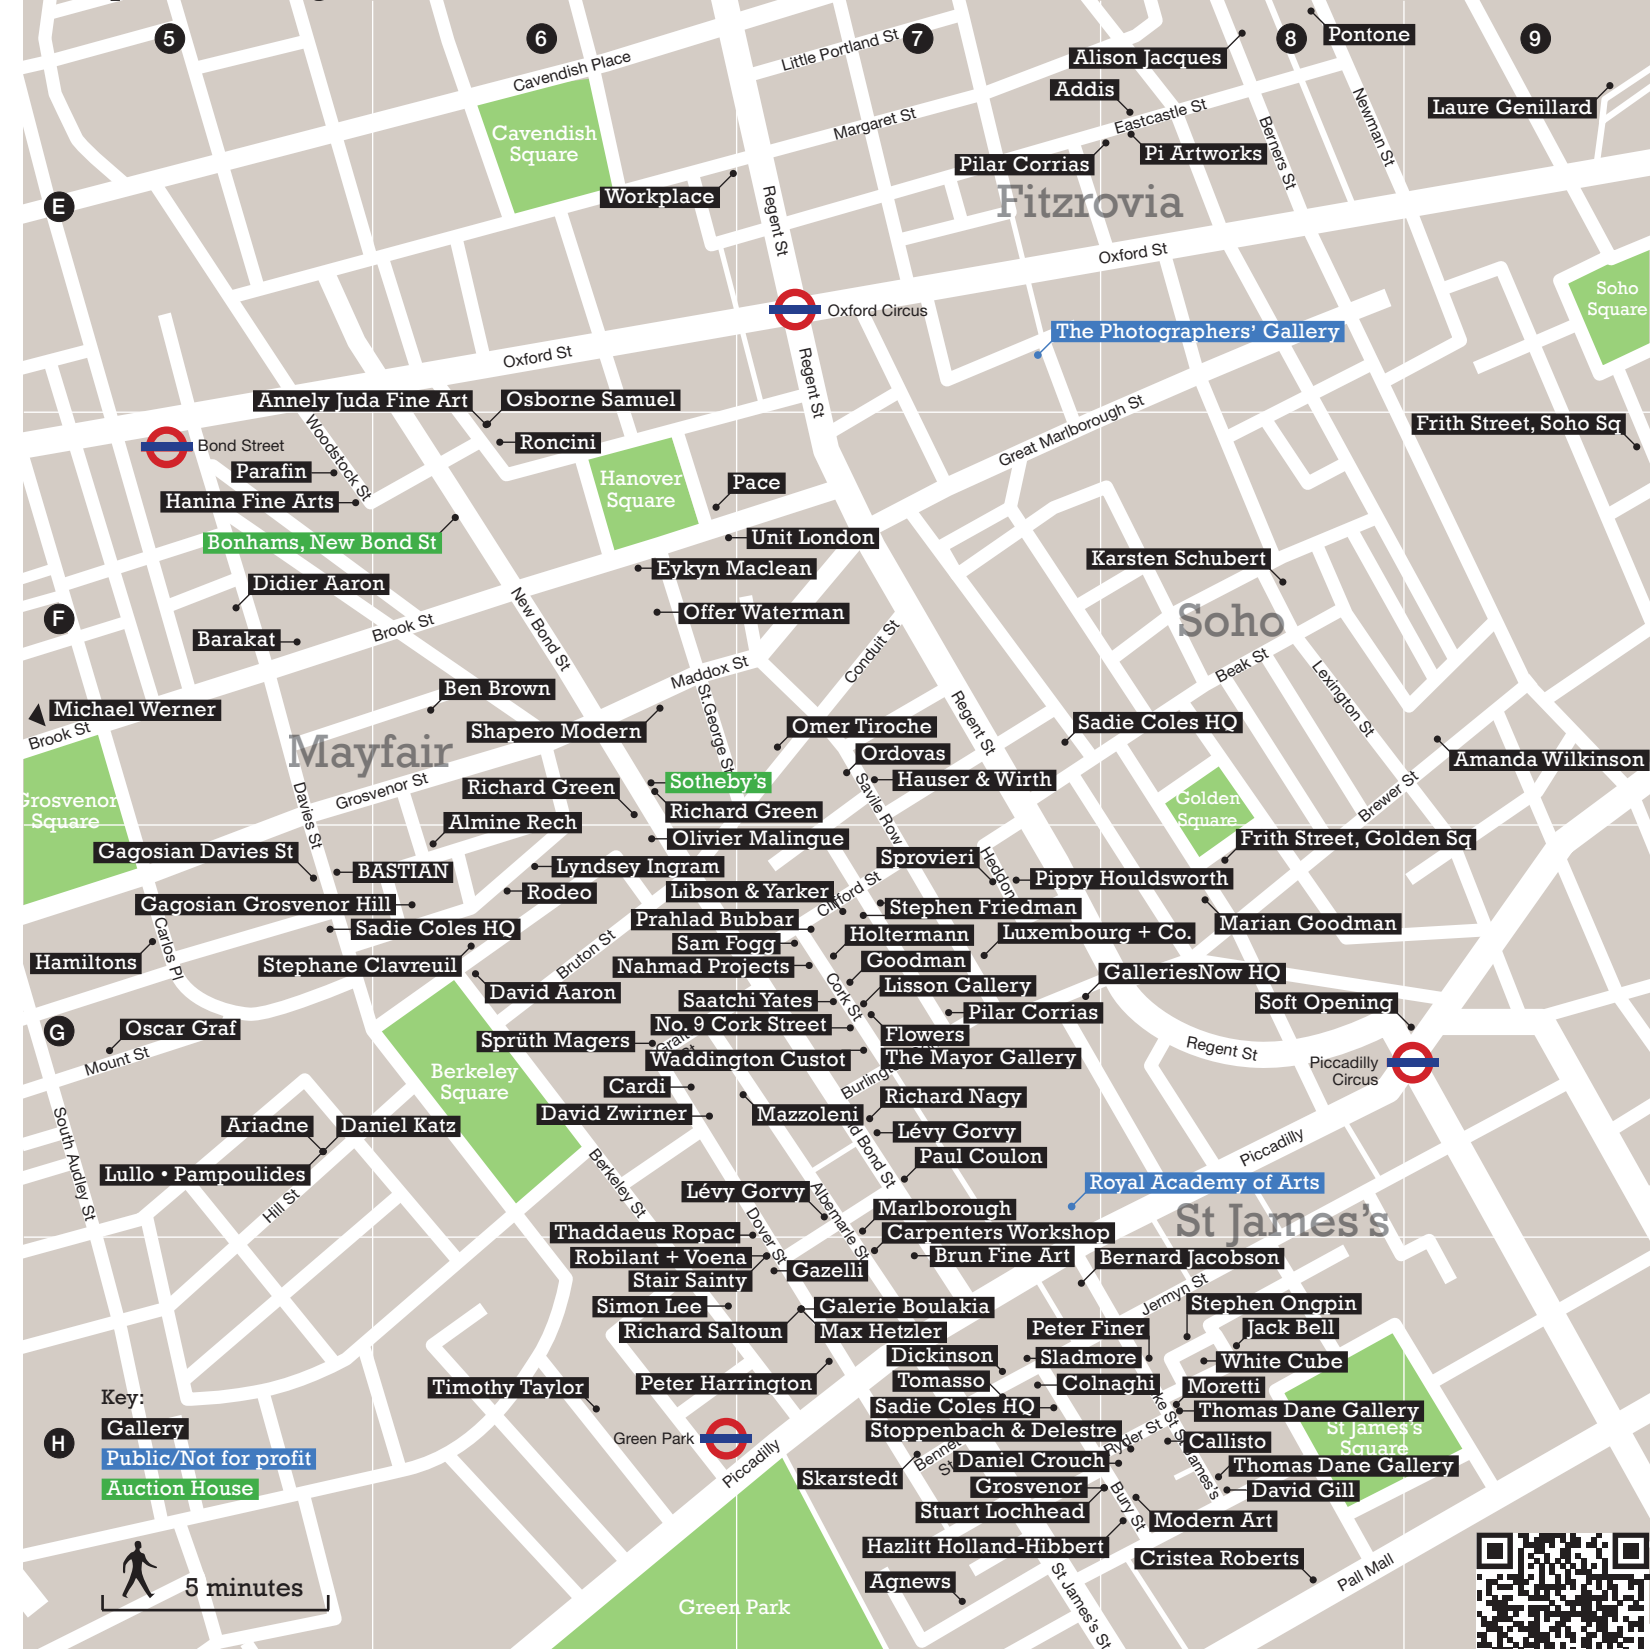 5
6
7
8
9
Pontone
Alison Jacques
Little Portland St
Cavendish Place
Addis
Laure Genillard
Newman St
Margaret St
Eastcastle St
Berners St
Cavendish
Square
Pilar Corrias
Pi Artworks
Workplace
E
Regent St
Fitzrovia
Oxford St
Soho
Square
Oxford Circus
The Photographers' Gallery
Oxford St
Regent St
Annely Juda Fine Art
Osborne Samuel
Great Marlborough St
Frith Street, Soho Sq
Bond Street
Woodstock St
Roncini
Parafin
Hanina Fine Arts
Hanover
Square
Pace
Bonhams, New Bond St
Unit London
Karsten Schubert
Eykyn Maclean
Didier Aaron
Offer Waterman
F
Soho
Barakat
Brook St
New Bond St
Conduit St
Beak St
Maddox St
Lexington St
Michael Werner
Ben Brown
St.George St
Regent St
Brook St
Shapero Modern
Omer Tiroche
Sadie Coles HQ
Mayfair
Ordovas
Amanda Wilkinson
Grosvenor St
Richard Green
Sotheby's
Hauser & Wirth
Brewer St
Grosvenor
Square
Davies St
Richard Green
Savile Row
Golden
Square
Almine Rech
Olivier Malingue
Frith Street, Golden Sq
Gagosian Davies St
Sprovieri
Heddon
BASTIAN
Lyndsey Ingram
Pippy Houldsworth
Rodeo
Libson & Yarker
Clifford St
Gagosian Grosvenor Hill
Stephen Friedman
Prahlad Bubbar
Marian Goodman
Sadie Coles HQ
Holtermann
Luxembourg + Co.
Carlos Pl
Sam Fogg
Hamiltons
Stephane Clavreuil
Bruton St
Nahmad Projects
Goodman
GalleriesNow HQ
David Aaron
Cork St
Lisson Gallery
Saatchi Yates
Pilar Corrias
Soft Opening
G
Oscar Graf
No. 9 Cork Street
Flowers
Sprüth Magers
Mount St
Waddington Custot
The Mayor Gallery
Regent St
Piccadilly
Circus
Berkeley
Square
Cardi
Burlingt
Richard Nagy
David Zwirner
Mazzoleni
South Audley St
Ariadne
Daniel Katz
Lévy Gorvy
d Bond St
Piccadilly
Paul Coulon
Lullo • Pampoulides
Hill St
Berkeley St
Lévy Gorvy
Albemarle St
Royal Academy of Arts
Marlborough
St James's
Thaddaeus Ropac
Dover St
Carpenters Workshop
Robilant + Voena
Brun Fine Art
Bernard Jacobson
Stair Sainty
Gazelli
Jermyn St
Simon Lee
Galerie Boulakia
Stephen Ongpin
Richard Saltoun
Max Hetzler
Peter Finer
Jack Bell
Dickinson
Sladmore
White Cube
Timothy Taylor
Peter Harrington
Tomasso
Colnaghi
Moretti
Key:
Sadie Coles HQ
ke St St James's
Thomas Dane Gallery
Gallery
Stoppenbach & Delestre
St James's
Square
H
Green Park
Ryder St
Callisto
Public/Not for profit
Piccadilly
Bennet
St
Daniel Crouch
Thomas Dane Gallery
Skarstedt
Auction House
Grosvenor
David Gill
Stuart Lochhead
Bury St
Modern Art
Hazlitt Holland-Hibbert
Cristea Roberts
Pall Mall
5 minutes
Agnews
Green Park
St James's St